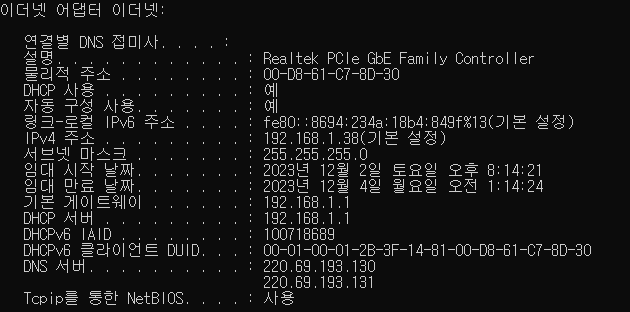 이더넷 어댑터 이더넷:
연결별 DNS 접미사. . . . :
설명. . . . . . . . . . . . : Realtek PCIe GbE Family Controller
물리적 주소 . . . . . . . . : 00-D8-61-C7-8D-30
DHCP 사용 . . . . . . . . . : 예
자동 구성 사용. . . . . . . : 예
링크-로컬 IPv6 주소 . . . . : fe80::8694:234a:18b4:849f%13(기본 설정)
IPv4 주소 . . . . . . . . . : 192.168.1.38(기본 설정)
서브넷 마스크 . . . . . . . : 255.255.255.0
임대 시작 날짜. . . . . . . : 2023년 12월 2일 토요일 오후 8:14:21
임대 만료 날짜. . . . . . . : 2023년 12월 4일 월요일 오전 1:14:24
기본 게이트웨이 . . . . . . : 192.168.1.1
DHCP 서버 . . . . . . . . . : 192.168.1.1
DHCPv6 IAID . . . . . . . . : 100718689
DHCPv6 클라이언트 DUID. . . : 00-01-00-01-2B-3F-14-81-00-D8-61-C7-8D-30
DNS 서버. . . . . . . . . . : 220.69.193.130
220.69.193.131
Tcpip를 통한 NetBIOS. . . . : 사용